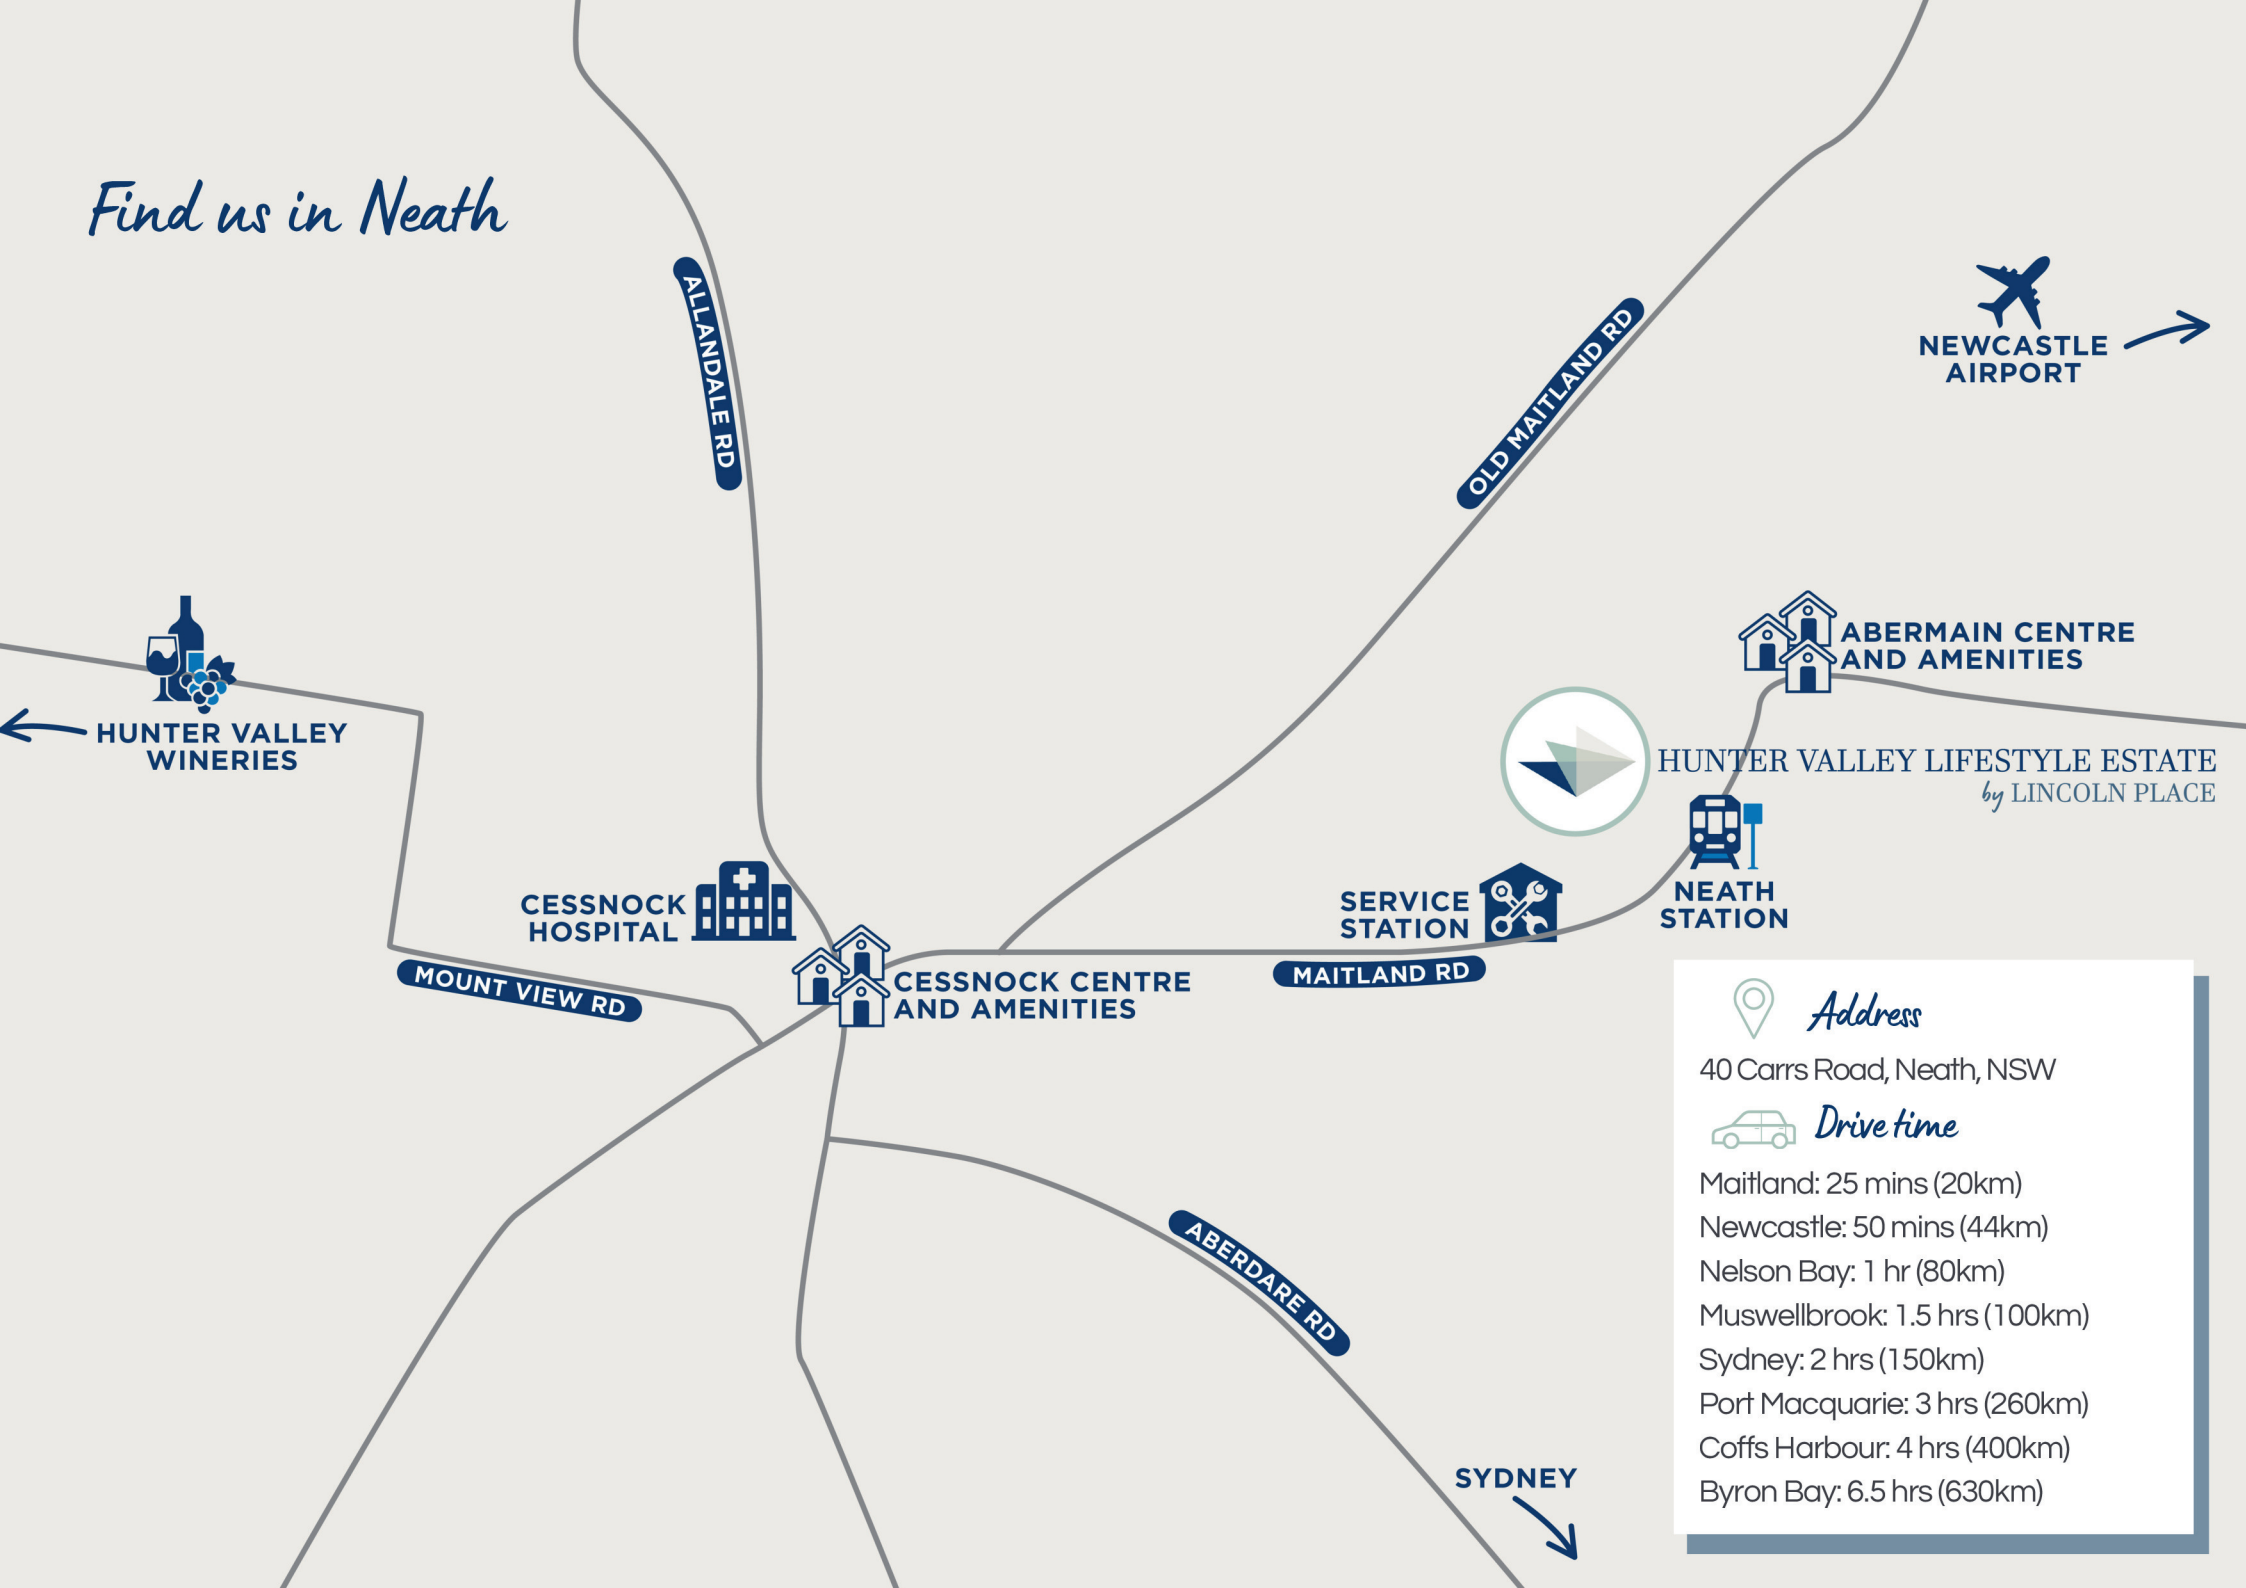 Find us in Neath
ALLANDALE RD
OLD MAITLAND RD
NEWCASTLE
AIRPORT
ABERMAIN CENTRE
AND AMENITIES
HUNTER VALLEY
WINERIES
HUNTER VALLEY LIFESTYLE ESTATE
by LINCOLN PLACE
CESSNOCK
HOSPITAL
SERVICE
STATION
NEATH
STATION
MOUNT VIEW RD
CESSNOCK CENTRE
AND AMENITIES
MAITLAND RD
ABERDARE RD
SYDNEY
Address
40 Carrs Road, Neath, NSW
Drive time
Maitland: 25 mins (20km)
Newcastle: 50 mins (44km)
Nelson Bay: 1 hr (80km)
Muswellbrook: 1.5 hrs (100km)
Sydney: 2 hrs (150km)
Port Macquarie: 3 hrs (260km)
Coffs Harbour: 4 hrs (400km)
Byron Bay: 6.5 hrs (630km)